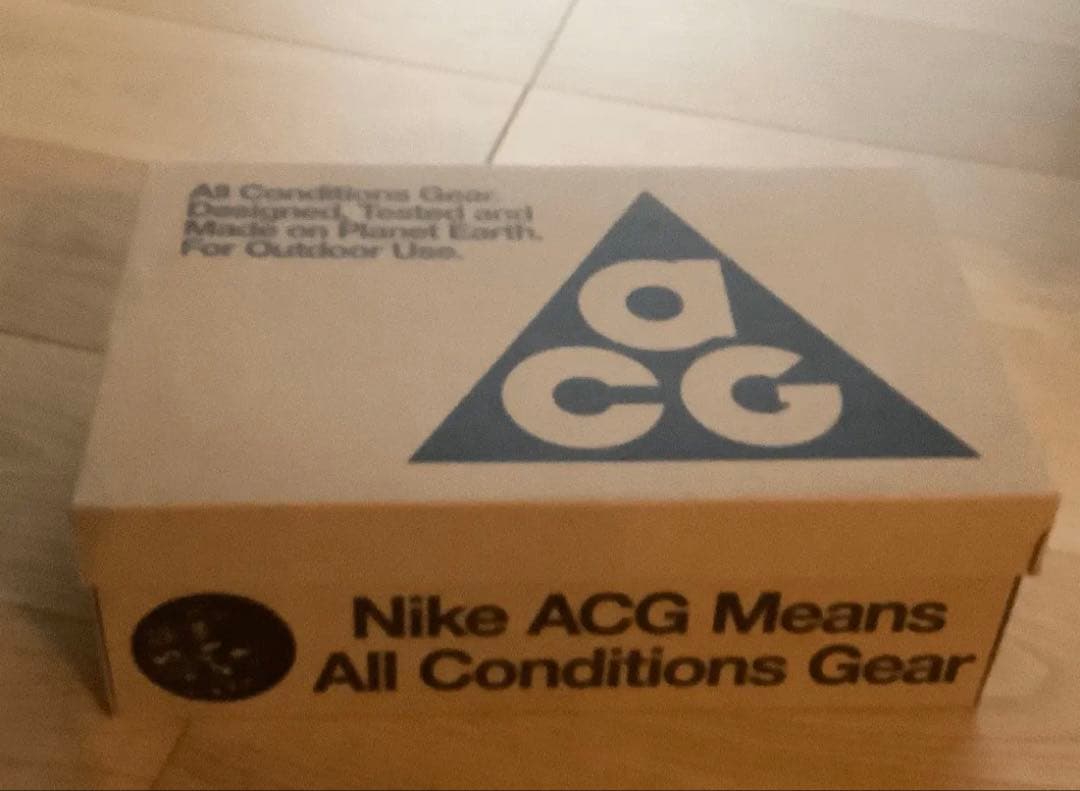 All Conditions Gear.
Designed, Tested and
Made on Planet Earth.
For Outdoor Use.
a
CG
Nike ACG Means
All Conditions Gear